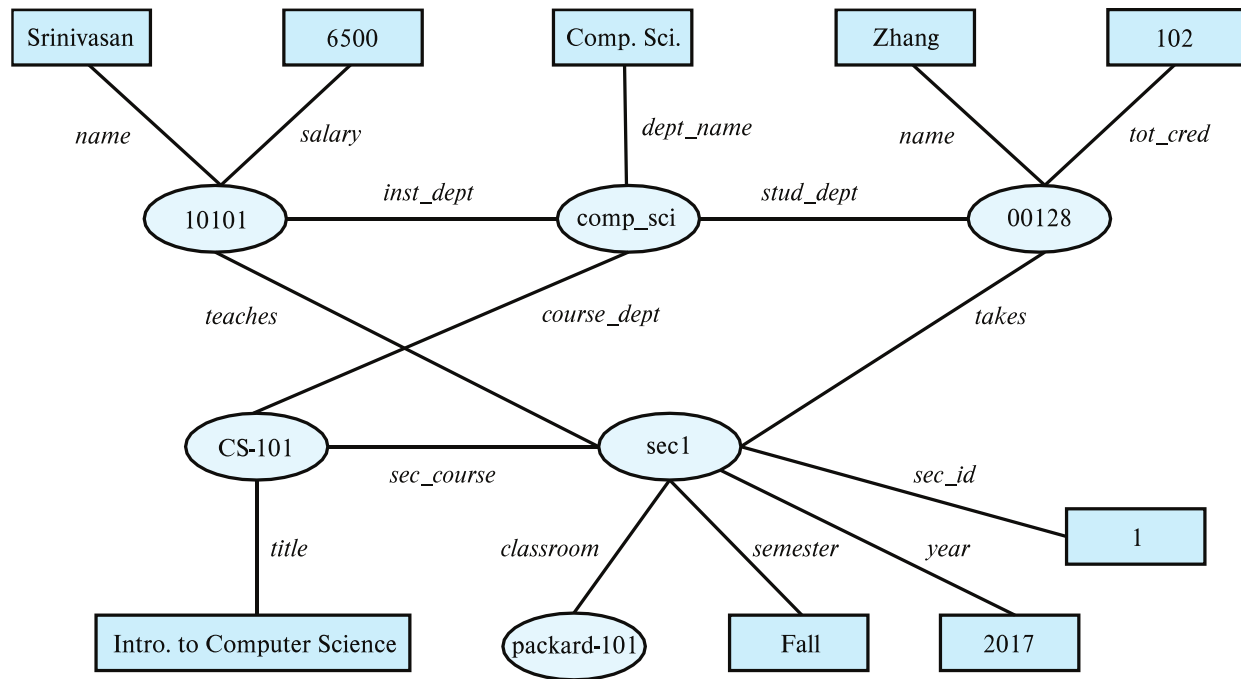 Srinivasan
6500
Comp. Sci.
Zhang
102
name
salary
dept_name
name
tot_cred
10101
inst_dept
comp_sci
stud_dept
00128
teaches
course_dept
takes
CS-101
sec_course
sec1
sec_id
1
title
classroom
semester
year
Intro. to Computer Science
packard-101
Fall
2017